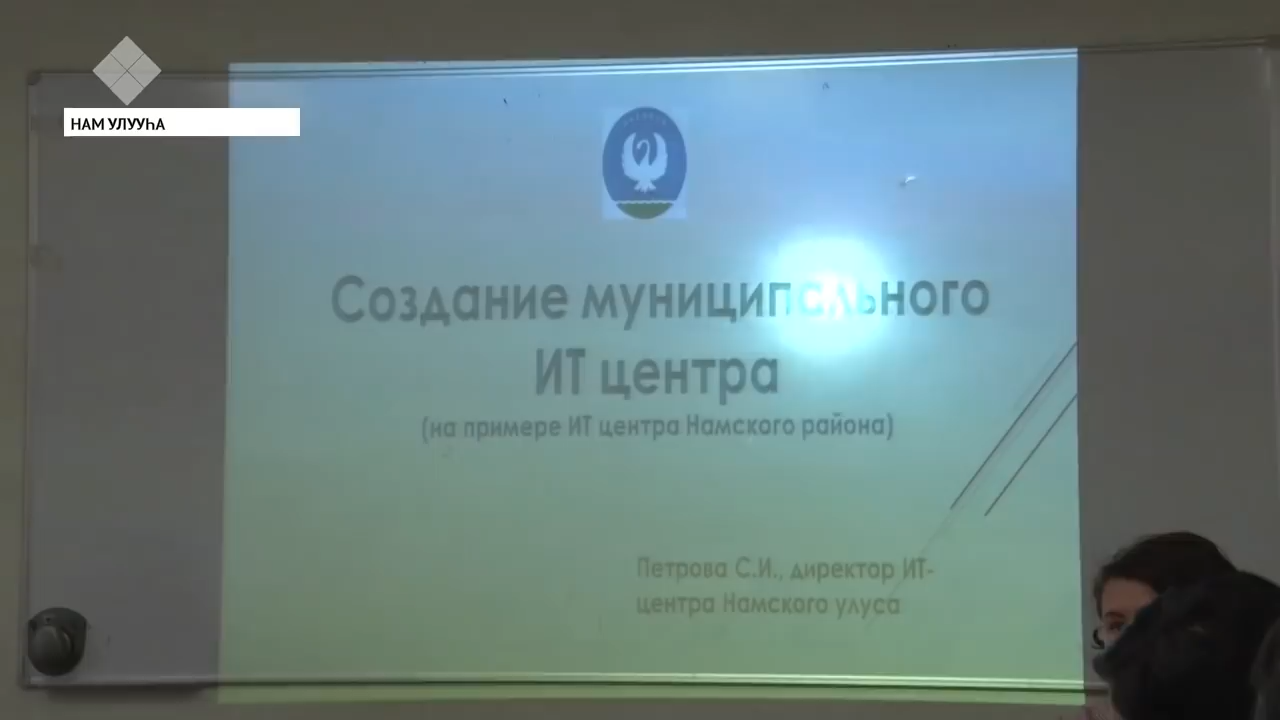 НАМ УЛУУҺА
Создание муниципального
ИТ центра
(на примере ИТ центра Намского района)
Петрова С.И., директор ИТ-
центра Намского улуса